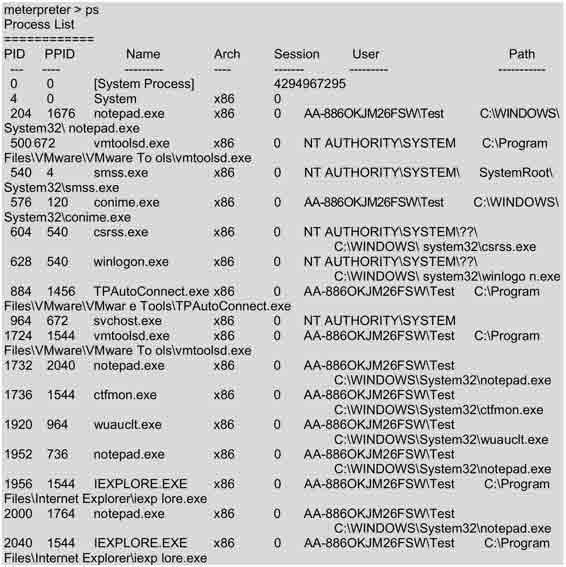 meterpreter > ps
Process List
============
PID PPID Name Arch Session User Path
--- ---- --------- ---- ------- --------- -----------
0 0 [System Process] 4294967295
4 0 System x86 0
204 1676 notepad.exe x86 0 AA-886OKJM26FSW\Test C:\WINDOWS\
System32\ notepad.exe
500 672 vmtoolsd.exe x86 0 NT AUTHORITY\SYSTEM C:\Program
Files\VMware\VMware To ols\vmtoolsd.exe
540 4 smss.exe x86 0 NT AUTHORITY\SYSTEM\ SystemRoot\
System32\smss.exe
576 120 conime.exe x86 0 AA-886OKJM26FSW\Test C:\WINDOWS\
System32\conime.exe
604 540 csrss.exe x86 0 NT AUTHORITY\SYSTEM\??\
C:\WINDOWS\ system32\csrss.exe
628 540 winlogon.exe x86 0 NT AUTHORITY\SYSTEM\??\
C:\WINDOWS\ system32\winlogo n.exe
884 1456 TPAutoConnect.exe x86 0 AA-886OKJM26FSW\Test C:\Program
Files\VMware\VMwar e Tools\TPAutoConnect.exe
964 672 svchost.exe x86 0 NT AUTHORITY\SYSTEM
1724 1544 vmtoolsd.exe x86 0 AA-886OKJM26FSW\Test C:\Program
Files\VMware\VMware To ols\vmtoolsd.exe
1732 2040 notepad.exe x86 0 AA-886OKJM26FSW\Test
C:\WINDOWS\System32\notepad.exe
1736 1544 ctfmon.exe x86 0 AA-886OKJM26FSW\Test
C:\WINDOWS\System32\ctfmon.exe
1920 964 wuauclt.exe x86 0 AA-886OKJM26FSW\Test
C:\WINDOWS\System32\wuauclt.exe
1952 736 notepad.exe x86 0 AA-886OKJM26FSW\Test
C:\WINDOWS\System32\notepad.exe
1956 1544 IEXPLORE.EXE x86 0 AA-886OKJM26FSW\Test C:\Program
Files\Internet Explorer\iexp lore.exe
2000 1764 notepad.exe x86 0 AA-886OKJM26FSW\Test
C:\WINDOWS\System32\notepad.exe
2040 1544 IEXPLORE.EXE x86 0 AA-886OKJM26FSW\Test C:\Program
Files\Internet Explorer\iexp lore.exe